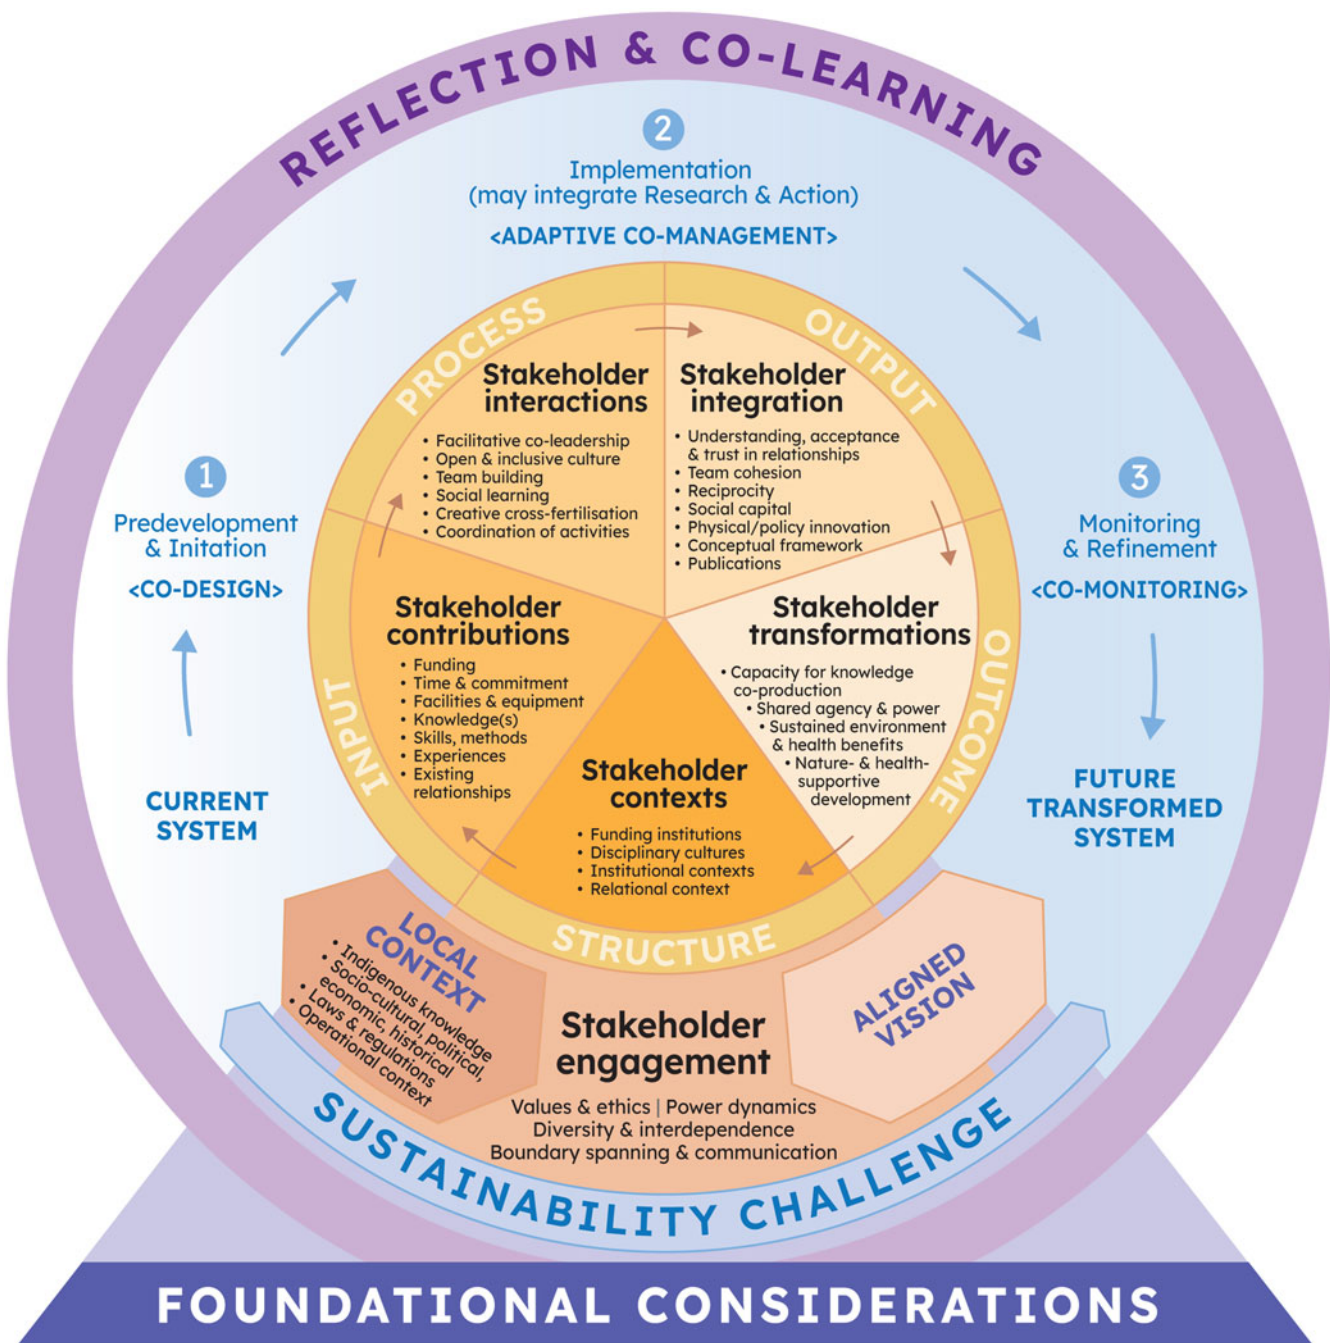 REFLECTION & CO-LEARNING
2
Implementation
(may integrate Research & Action)
<ADAPTIVE CO-MANAGEMENT>
1
Predevelopment
& Initation
<CO-DESIGN>
CURRENT
SYSTEM
3
Monitoring
& Refinement
<CO-MONITORING>
FUTURE
TRANSFORMED
SYSTEM
PROCESS
Stakeholder
interactions
• Facilitative co-leadership
• Open & inclusive culture
• Team building
• Social learning
• Creative cross-fertilisation
• Coordination of activities
OUTPUT
Stakeholder
integration
• Understanding, acceptance
& trust in relationships
• Team cohesion
• Reciprocity
• Social capital
• Physical/policy innovation
• Conceptual framework
• Publications
INPUT
Stakeholder
contributions
• Funding
• Time & commitment
• Facilities & equipment
• Knowledge(s)
• Skills, methods
• Experiences
• Existing
relationships
OUTCOME
Stakeholder
transformations
• Capacity for knowledge
co-production
• Shared agency & power
• Sustained environment
& health benefits
• Nature- & health-
supportive
development
Stakeholder
contexts
• Funding institutions
• Disciplinary cultures
• Institutional contexts
• Relational context
STRUCTURE
LOCAL
CONTEXT
• Indigenous knowledge
• Socio-cultural, political,
economic, historical
• Laws & regulations
• Operational context
ALIGNED
VISION
Stakeholder
engagement
Values & ethics | Power dynamics
Diversity & interdependence
Boundary spanning & communication
SUSTAINABILITY CHALLENGE
FOUNDATIONAL CONSIDERATIONS